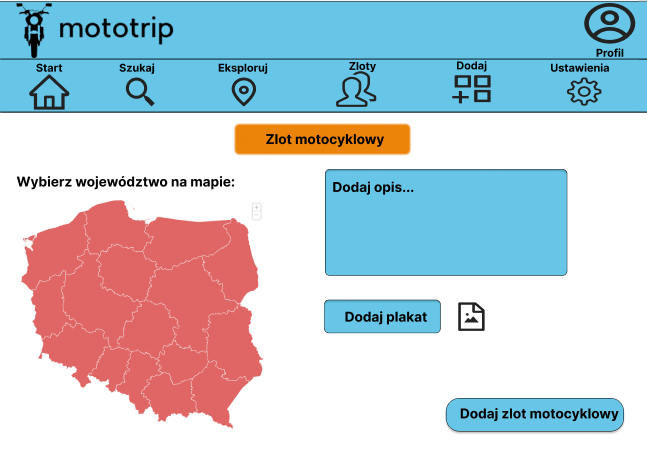 mototrip
Profil
Start
Szukaj
Eksploruj
Zloty
Dodaj
Ustawienia
Zlot motocyklowy
Wybierz województwo na mapie:
Dodaj opis...
Dodaj plakat
Dodaj zlot motocyklowy